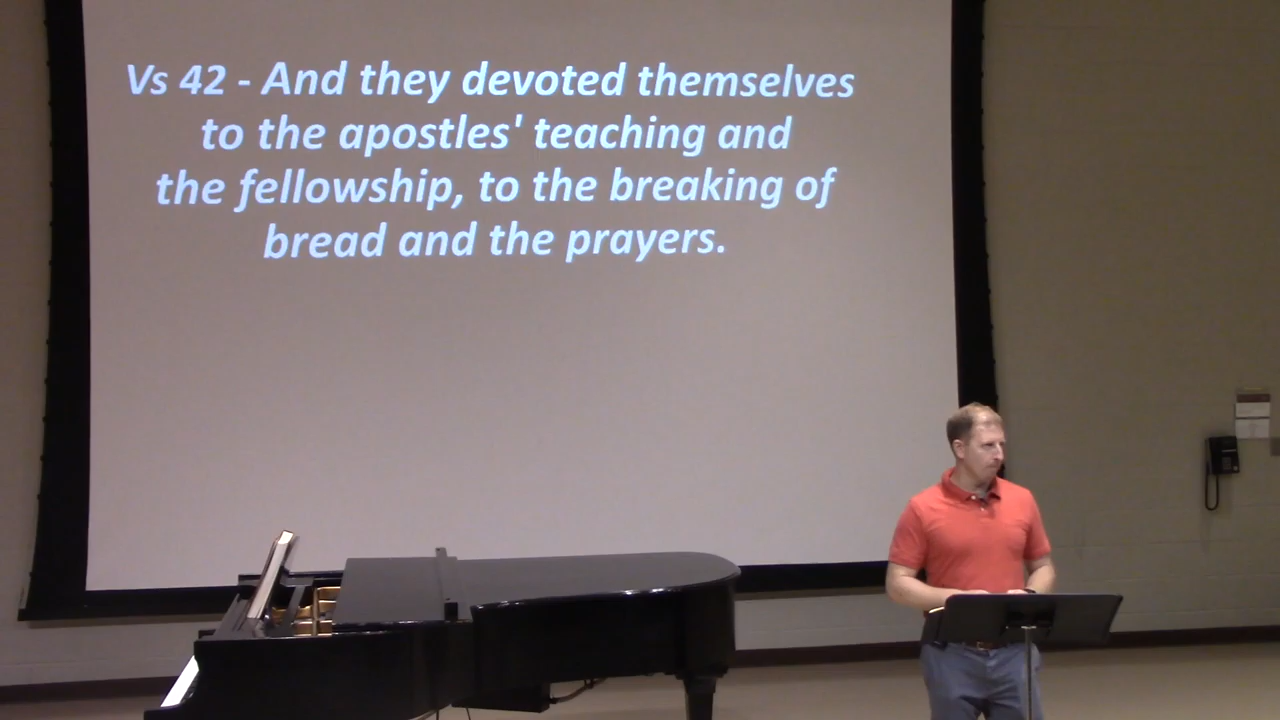 Vs 42 - And they devoted themselves
to the apostles' teaching and
the fellowship, to the breaking of
bread and the prayers.